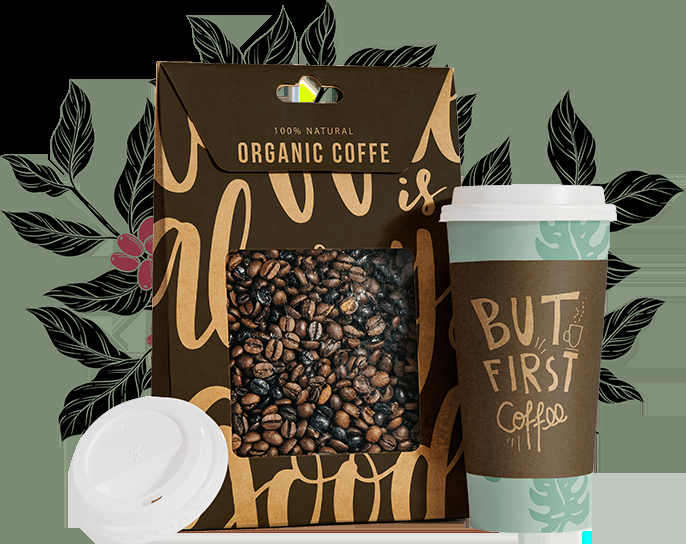 100% NATURAL
ORGANIC COFFE
is
BUT
FIRST
Coffee